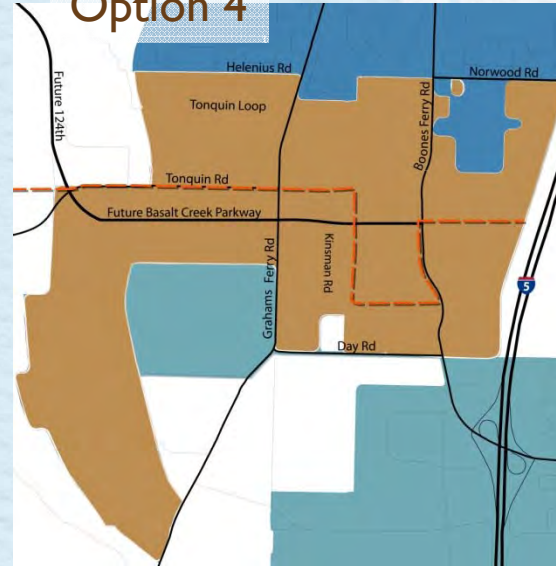 Option 4
Helenius Rd
Norwood Rd
Future 124th
Tonquin Loop
Boones Ferry Rd
Tonquin Rd
Future Basalt Creek Parkway
Grahams Ferry Rd
Kinsman Rd
5
Day Rd